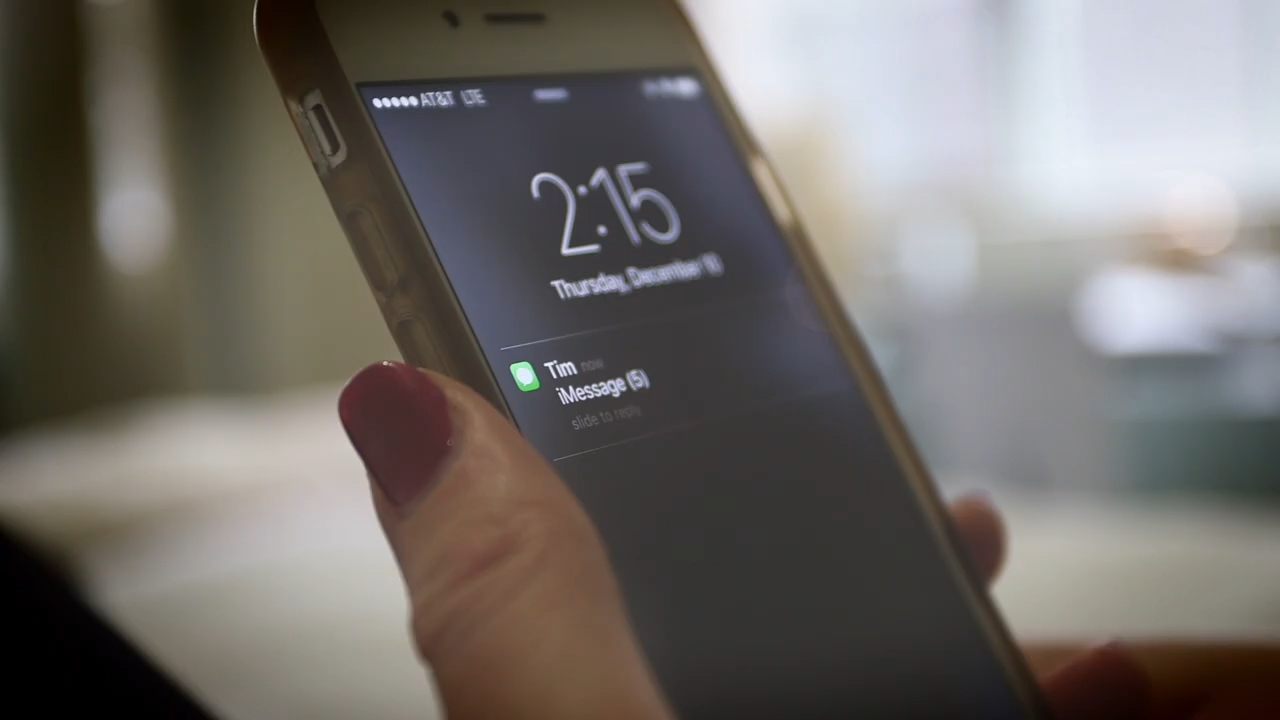 AT&T LTE
2:15
Thursday, December
Tim now
iMessage (5)
slide to reply